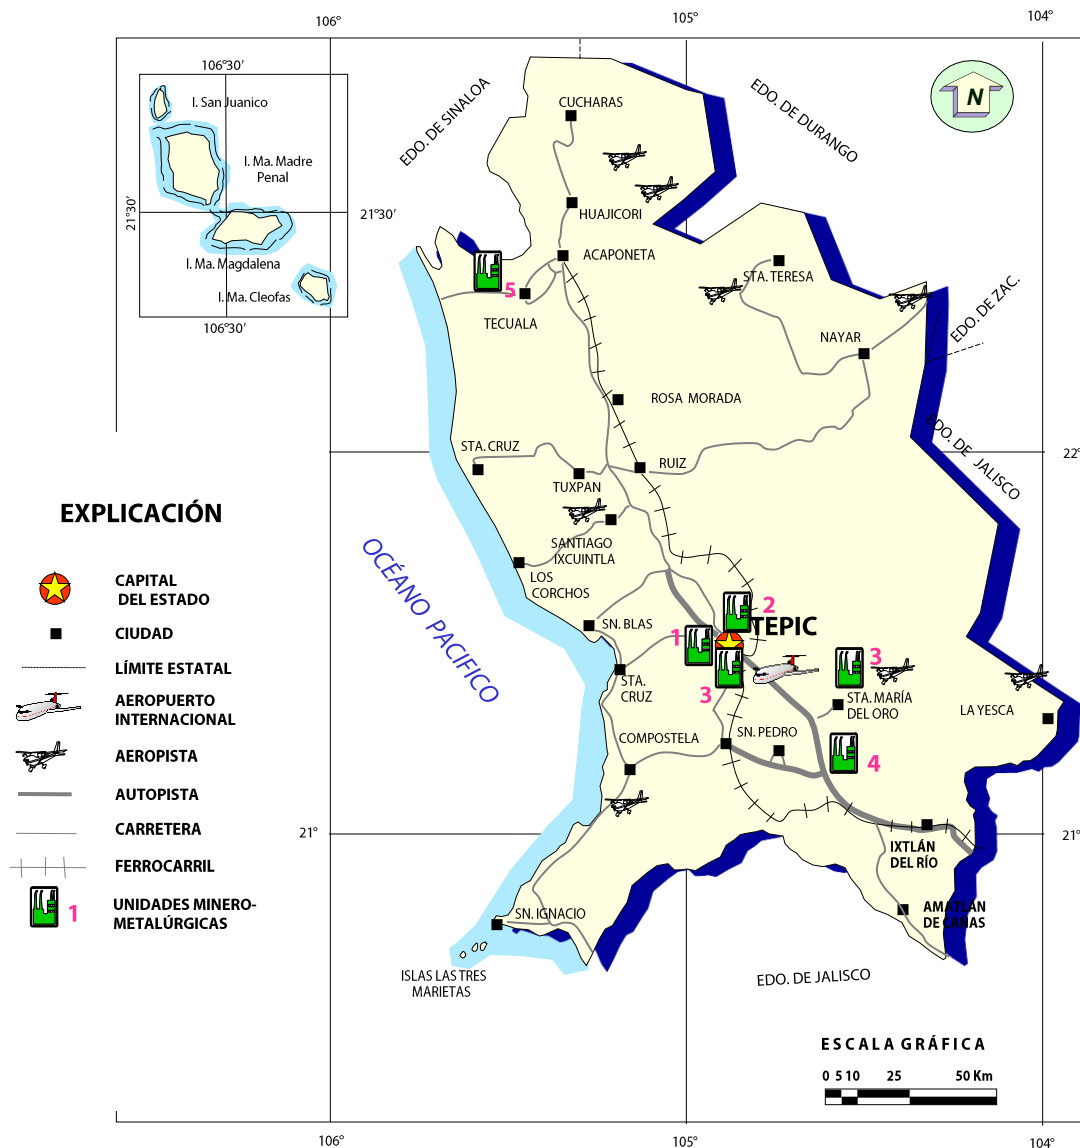 106°
105°
104°
106°30'
I. San Juanico
I. Ma. Madre
Penal
21°30'
21°30'
I. Ma. Magdalena
I. Ma. Cleofas
106°30'
EDO. DE SINALOA
EDO. DE DURANGO
N
CUCHARAS
HUAJICORI
ACAPONETA
5
TECUALA
STA. TERESA
NAYAR
EDO. DE ZAC.
ROSA MORADA
EDO. DE JALISCO
STA. CRUZ
RUIZ
22°
TUXPAN
SANTIAGO
IXCUINTLA
LOS
CORCHOS
OCÉANO PACIFICO
SN. BLAS
2
TEPIC
1
3
3
STA.
CRUZ
STA. MARÍA
DEL ORO
LA YESCA
COMPOSTELA
SN. PEDRO
4
21°
21°
IXTLÁN
DEL RÍO
AMATLÁN
DE CAÑAS
SN. IGNACIO
ISLAS LAS TRES
MARIETAS
EDO. DE JALISCO
EXPLICACIÓN
CAPITAL
DEL ESTADO
CIUDAD
LÍMITE ESTATAL
AEROPUERTO
INTERNACIONAL
AEROPISTA
AUTOPISTA
CARRETERA
FERROCARRIL
1
UNIDADES MINERO-
METALÚRGICAS
ESCALA GRÁFICA
0 5 10 25 50 Km
106°
105°
104°